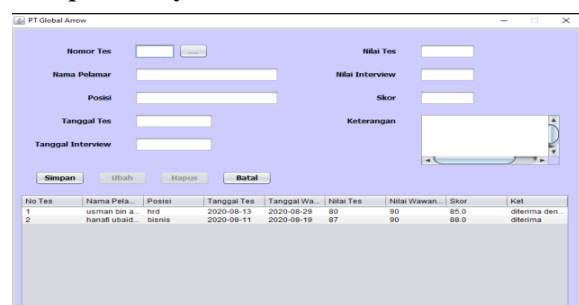 PT Global Arrow
Nomor Tes ..... Nilai Tes
Nama Pelamar Nilai Interview
Posisi Skor
Tanggal Tes Keterangan
Tanggal Interview
Simpan Ubah Hapus Batal
No Tes Nama Pela... Posisi Tanggal Tes Tanggal Wa... Nilai Tes Nilai Wawan... Skor Ket
1 usman bin a... hrd 2020-08-13 2020-08-29 80 90 85.0 diterima den...
2 hanafi ubaid... bisnis 2020-08-11 2020-08-19 87 90 88.0 diterima